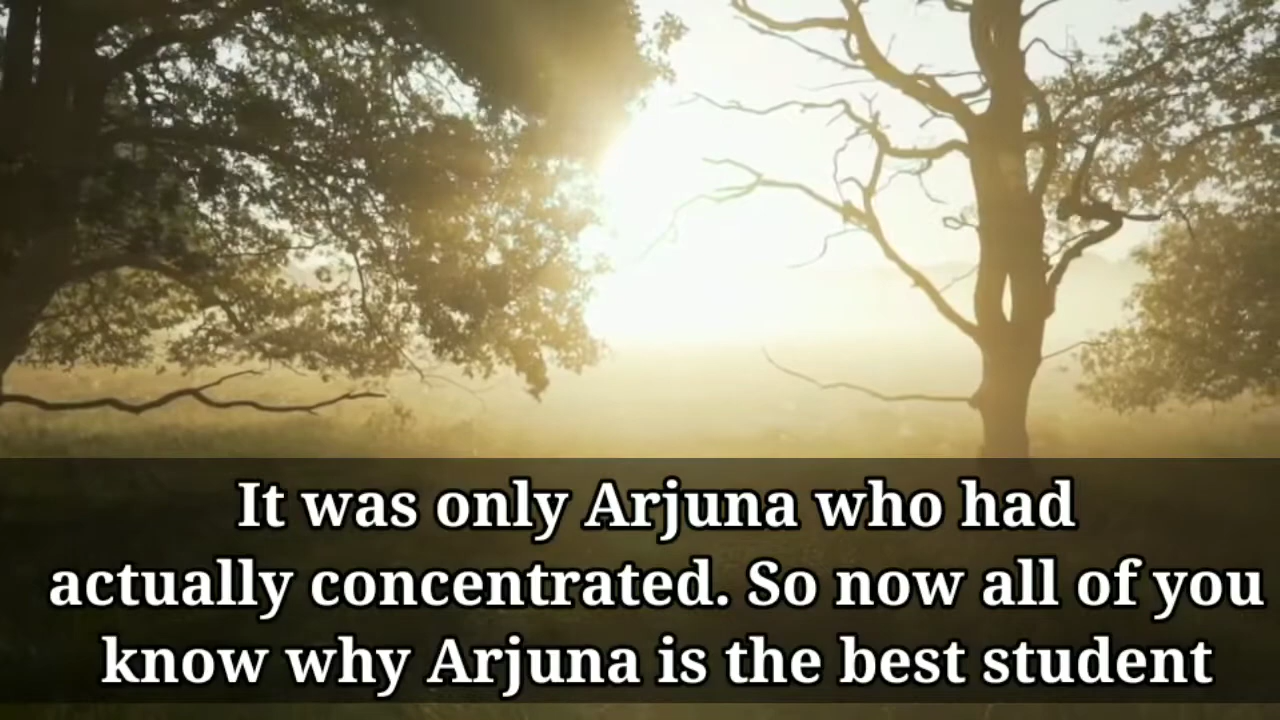 It was only Arjuna who had
actually concentrated. So now all of you
know why Arjuna is the best student